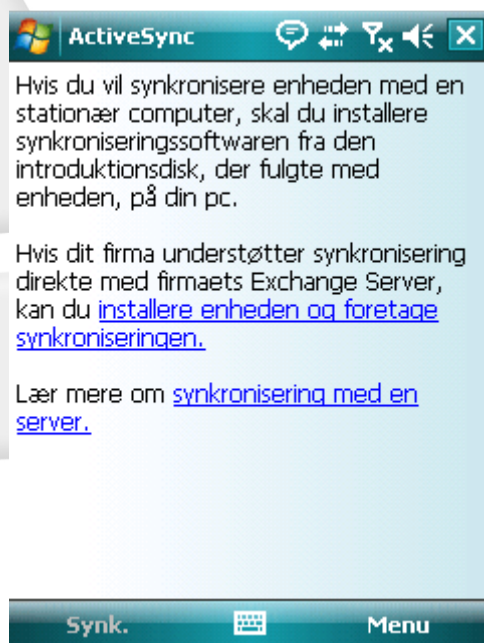 ActiveSync
Hvis du vil synkronisere enheden med en
stationær computer, skal du installere
synkroniseringssoftwaren fra den
introduktionsdisk, der fulgte med
enheden, på din pc.
Hvis dit firma understøtter synkronisering
direkte med firmaets Exchange Server,
kan du installere enheden og foretage
synkroniseringen.
Lær mere om synkronisering med en
server.
Synk.
Menu